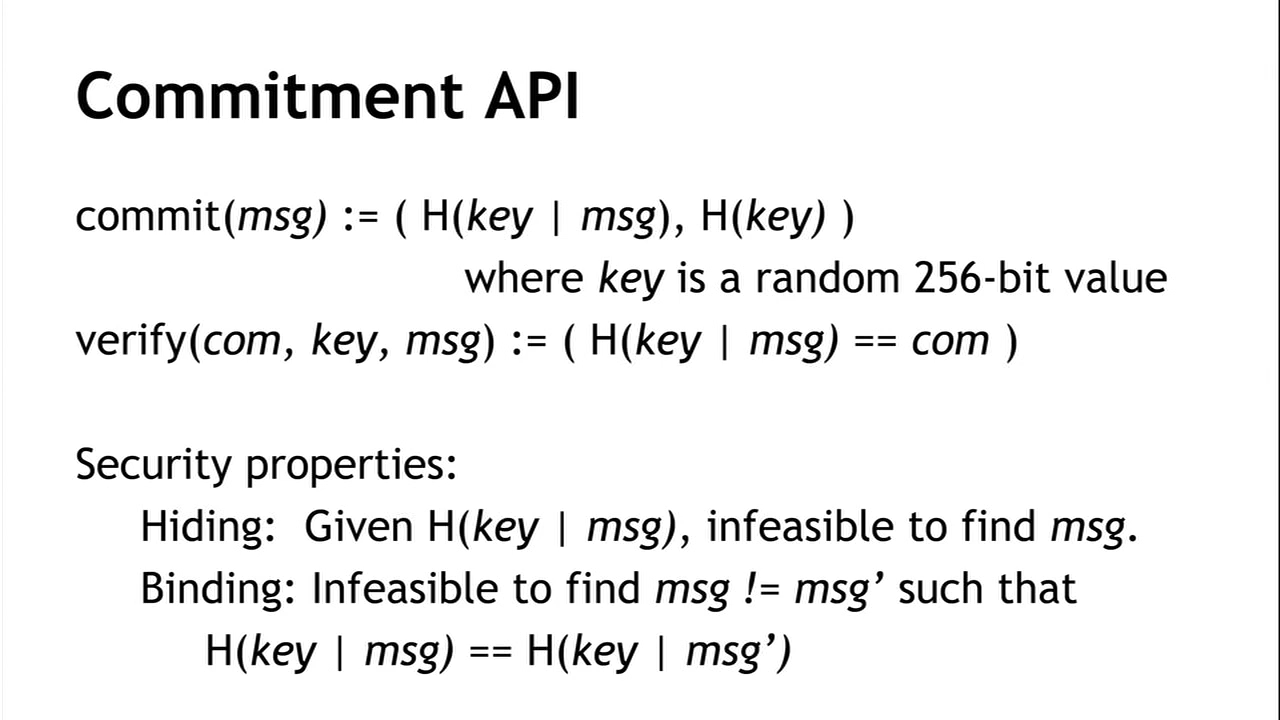 Commitment API
commit(msg) := ( H(key | msg), H(key) )
where key is a random 256-bit value
verify(com, key, msg) := ( H(key | msg) == com )
Security properties:
Hiding: Given H(key | msg), infeasible to find msg.
Binding: Infeasible to find msg != msg’ such that
H(key | msg) == H(key | msg’)